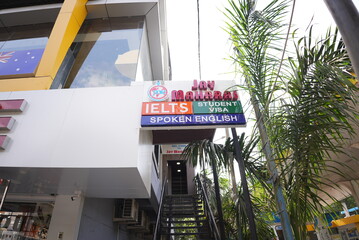 JAY
MAHARAJ
IELTS STUDENT
VISA
SPOKEN ENGLISH